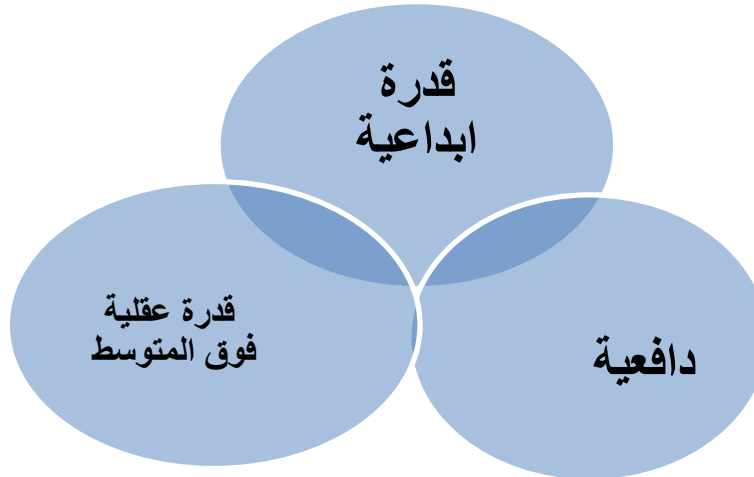 قدرة
ابداعية
قدرة عقلية
فوق المتوسط
دافعية